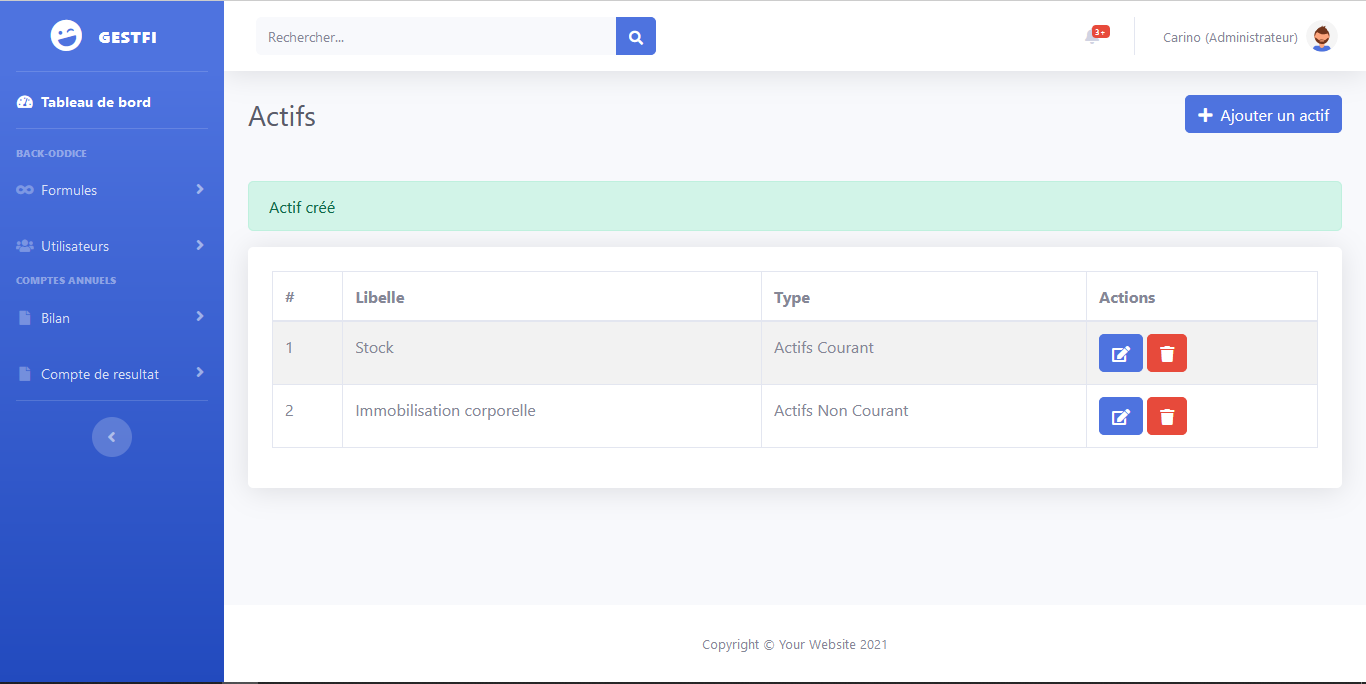 GESTFI
Rechercher...
3+
Carino (Administrateur)
Tableau de bord
BACK-ODDICE
Formules
Utilisateurs
COMPTES ANNUELS
Bilan
Compte de resultat
Actifs
Ajouter un actif
Actif créé
# Libelle Type Actions
1 Stock Actifs Courant
2 Immobilisation corporelle Actifs Non Courant
Copyright © Your Website 2021